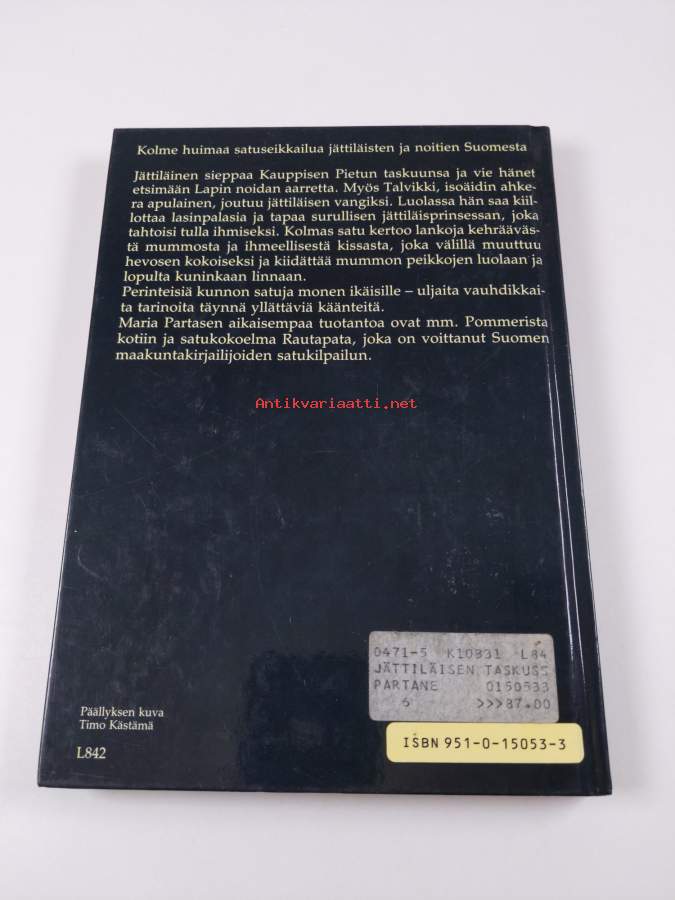 Kolme huimaa satuseikkailua jättiläisten ja noitien Suomesta
Jättiläinen sieppaa Kauppisen Pietun taskuunsa ja vie hänet
etsimään Lapin noidan aarretta. Myös Talvikki, isoäidin ahke-
ra apulainen, joutuu jättiläisen vangiksi. Luolassa hän saa kiil-
lottaa lasinpalasia ja tapaa surullisen jättiläisprinsessan, joka
tahtoisi tulla ihmiseksi. Kolmas satu kertoo lankoja kehrääväs-
tä mummosta ja ihmeellisestä kissasta, joka välillä muuttuu
hevosen kokoiseksi ja kiidättää mummon peikkojen luolaan ja
lopulta kuninkaan linnaan.
Perinteisiä kunnon satuja monen ikäisille – uljaita vauhdikkai-
ta tarinoita täynnä yllättäviä käänteitä.
Maria Partasen aikaisempaa tuotantoa ovat mm. Pommerista
kotiin ja satukokoelma Rautapata, joka on voittanut Suomen
maakuntakirjailijoiden satukilpailun.
Antikvariaatti.net
0471-5 K10831 L84
JÄTTILÄISEN TASKUSS
PARTANE 0150533
6 >>>87.00
Päällyksen kuva
Timo Kästämä
L842
ISBN 951-0-15053-3